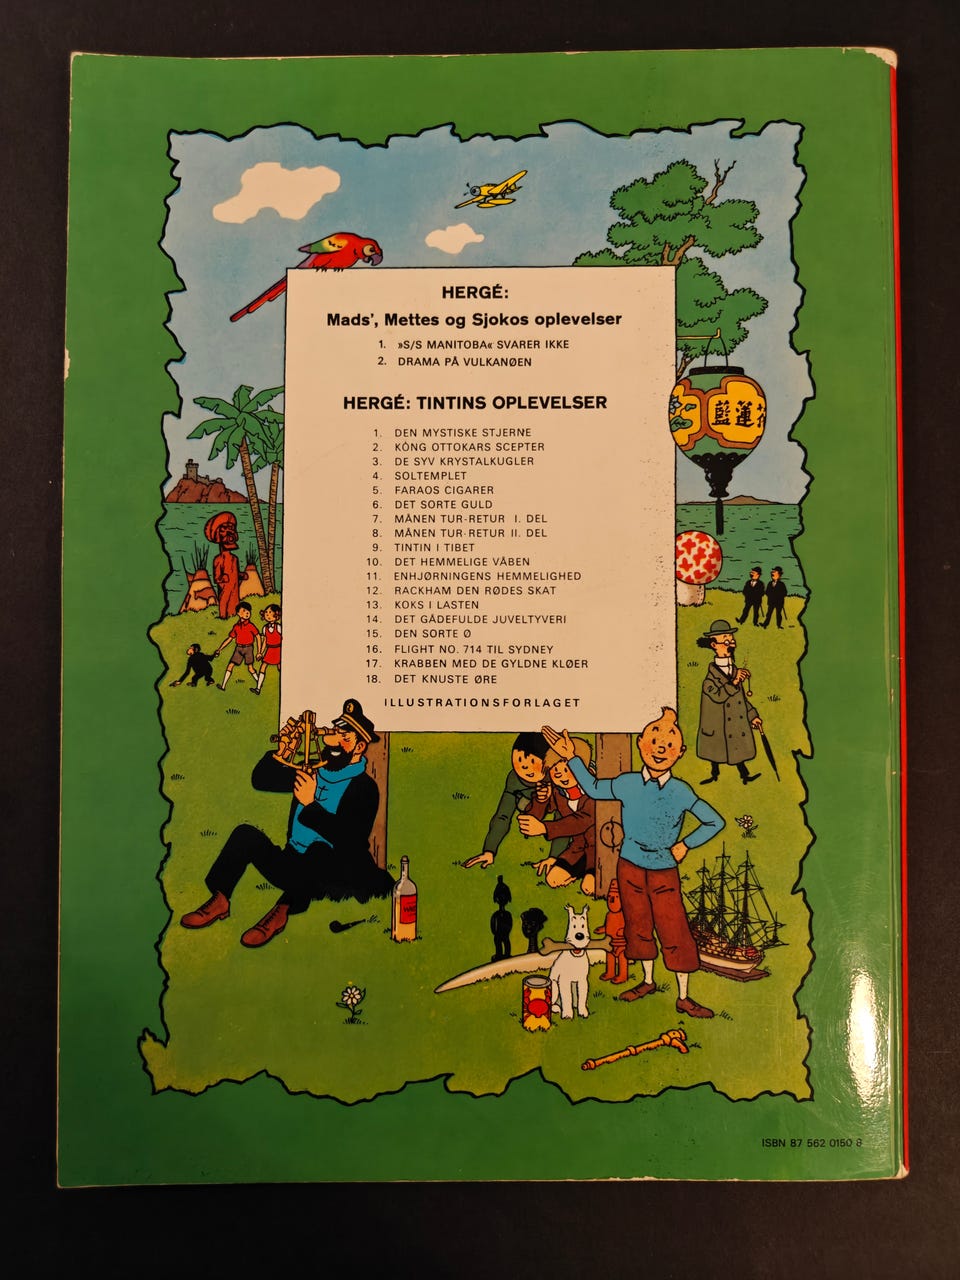 HERGÉ:
Mads', Mettes og Sjokos oplevelser
1. »S/S MANITOBA« SVARER IKKE
2. DRAMA PÅ VULKANØEN
HERGÉ: TINTINS OPLEVELSER
1. DEN MYSTISKE STJERNE
2. KONG OTTOKARS SCEPTER
3. DE SYV KRYSTALKUGLER
4. SOLTEMPLET
5. FARAOS CIGARER
6. DET SORTE GULD
7. MÅNEN TUR-RETUR I. DEL
8. MÅNEN TUR-RETUR II. DEL
9. TINTIN I TIBET
10. DET HEMMELIGE VÅBEN
11. ENHJØRNINGENS HEMMELIGHED
12. RACKHAM DEN RØDES SKAT
13. KOKS I LASTEN
14. DET GÅDEFULDE JUVELTYVERI
15. DEN SORTE Ø
16. FLIGHT NO. 714 TIL SYDNEY
17. KRABBEN MED DE GYLDNE KLØER
18. DET KNUSTE ØRE
ILLUSTRATIONSFORLAGET
藍蓮
ISBN 87 562 0150 8